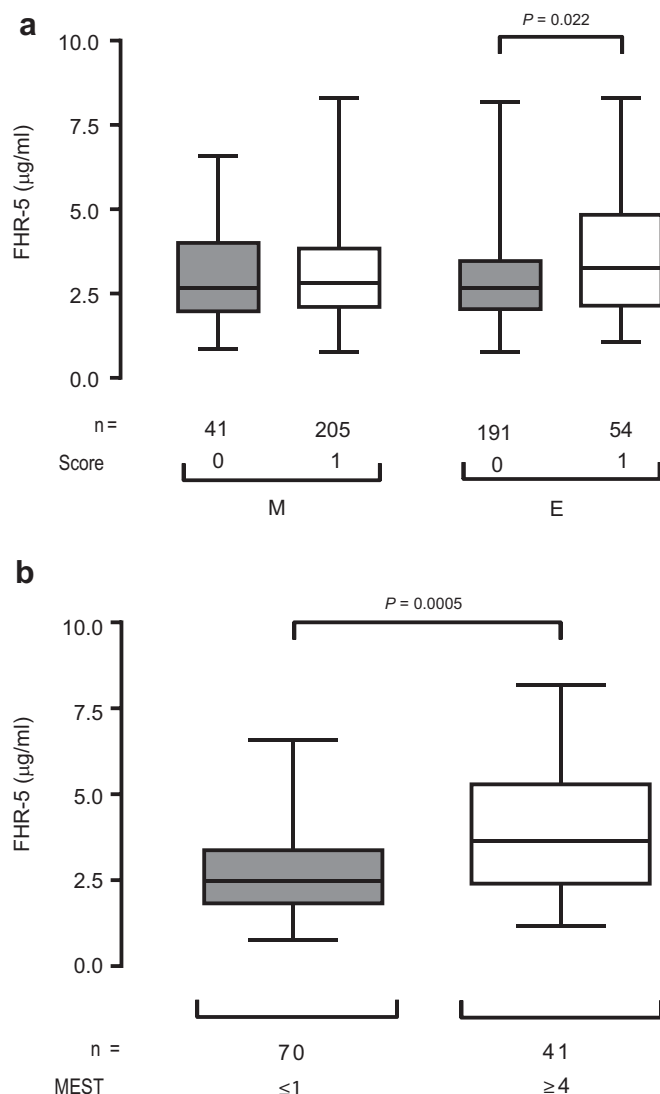 a
P = 0.022
10.0
7.5
5.0
2.5
0.0
FHR-5 (μg/ml)
n = 41 205 191 54
Score 0 1 0 1
M E
b
P = 0.0005
10.0
7.5
5.0
2.5
0.0
FHR-5 (μg/ml)
n = 70 41
MEST ≤1 ≥4